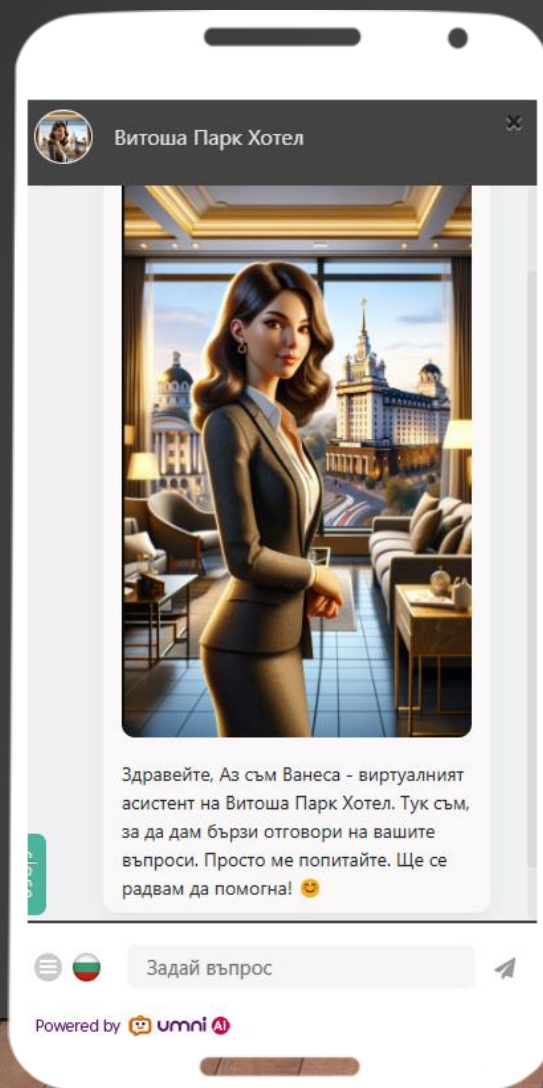 Витоша Парк Хотел
Здравейте, Аз съм Ванеса - виртуалният
асистент на Витоша Парк Хотел. Тук съм,
за да дам бързи отговори на вашите
въпроси. Просто ме попитайте. Ще се
радвам да помогна! 😊
Задай въпрос
Powered by umni AI